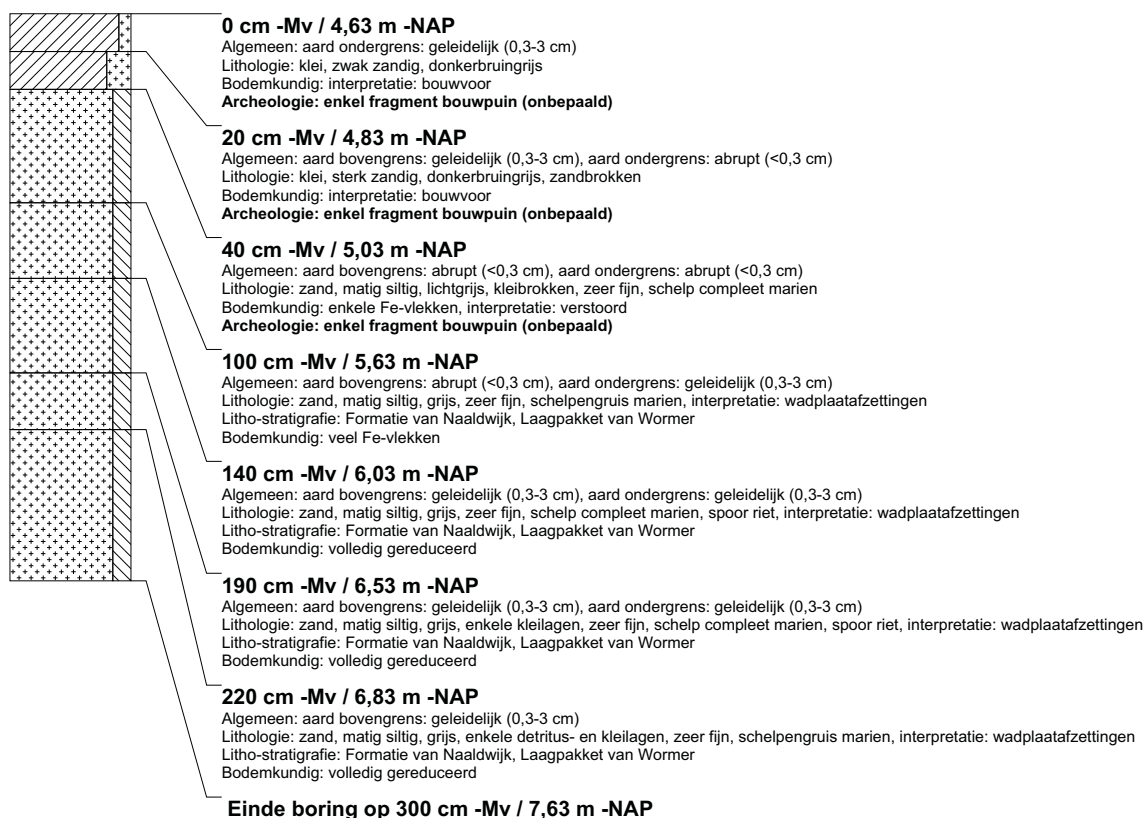 0 cm -Mv / 4,63 m -NAP
Algemeen: aard ondergrens: geleidelijk (0,3-3 cm)
Lithologie: klei, zwak zandig, donkerbruingrijs
Bodemkundig: interpretatie: bouwvoor
Archeologie: enkel fragment bouwpuin (onbepaald)
20 cm -Mv / 4,83 m -NAP
Algemeen: aard bovengrens: geleidelijk (0,3-3 cm), aard ondergrens: abrupt (<0,3 cm)
Lithologie: klei, sterk zandig, donkerbruingrijs, zandbrokken
Bodemkundig: interpretatie: bouwvoor
Archeologie: enkel fragment bouwpuin (onbepaald)
40 cm -Mv / 5,03 m -NAP
Algemeen: aard bovengrens: abrupt (<0,3 cm), aard ondergrens: abrupt (<0,3 cm)
Lithologie: zand, matig siltig, lichtgrijs, kleibrokken, zeer fijn, schelp compleet marien
Bodemkundig: enkele Fe-vlekken, interpretatie: verstoord
Archeologie: enkel fragment bouwpuin (onbepaald)
100 cm -Mv / 5,63 m -NAP
Algemeen: aard bovengrens: abrupt (<0,3 cm), aard ondergrens: geleidelijk (0,3-3 cm)
Lithologie: zand, matig siltig, grijs, zeer fijn, schelpengruis marien, interpretatie: wadplaatafzettingen
Litho-stratigrafie: Formatie van Naaldwijk, Laagpakket van Wormer
Bodemkundig: veel Fe-vlekken
140 cm -Mv / 6,03 m -NAP
Algemeen: aard bovengrens: geleidelijk (0,3-3 cm), aard ondergrens: geleidelijk (0,3-3 cm)
Lithologie: zand, matig siltig, grijs, zeer fijn, schelp compleet marien, spoor riet, interpretatie: wadplaatafzettingen
Litho-stratigrafie: Formatie van Naaldwijk, Laagpakket van Wormer
Bodemkundig: volledig gereduceerd
190 cm -Mv / 6,53 m -NAP
Algemeen: aard bovengrens: geleidelijk (0,3-3 cm), aard ondergrens: geleidelijk (0,3-3 cm)
Lithologie: zand, matig siltig, grijs, enkele kleilagen, zeer fijn, schelp compleet marien, spoor riet, interpretatie: wadplaatafzettingen
Litho-stratigrafie: Formatie van Naaldwijk, Laagpakket van Wormer
Bodemkundig: volledig gereduceerd
220 cm -Mv / 6,83 m -NAP
Algemeen: aard bovengrens: geleidelijk (0,3-3 cm)
Lithologie: zand, matig siltig, grijs, enkele detritus- en kleilagen, zeer fijn, schelpengruis marien, interpretatie: wadplaatafzettingen
Litho-stratigrafie: Formatie van Naaldwijk, Laagpakket van Wormer
Bodemkundig: volledig gereduceerd
Einde boring op 300 cm -Mv / 7,63 m -NAP